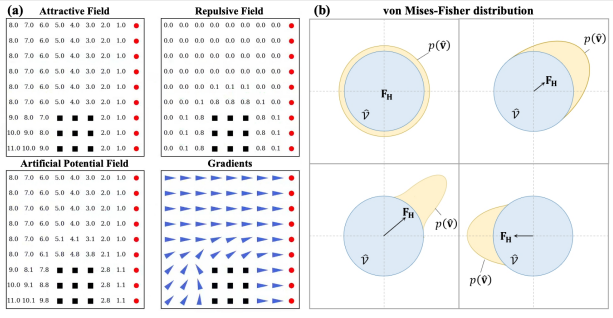 (a)
Attractive Field
8.0 7.0 6.0 5.0 4.0 3.0 2.0 1.0
8.0 7.0 6.0 5.0 4.0 3.0 2.0 1.0
8.0 7.0 6.0 5.0 4.0 3.0 2.0 1.0
8.0 7.0 6.0 5.0 4.0 3.0 2.0 1.0
8.0 7.0 6.0 5.0 4.0 3.0 2.0 1.0
8.0 7.0 6.0 5.0 4.0 3.0 2.0 1.0
9.0 8.0 7.0 2.0 1.0
10.0 9.0 8.0 2.0 1.0
11.0 10.0 9.0 2.0 1.0
Repulsive Field
0.0 0.0 0.0 0.0 0.0 0.0 0.0 0.0
0.0 0.0 0.0 0.0 0.0 0.0 0.0 0.0
0.0 0.0 0.0 0.0 0.0 0.0 0.0 0.0
0.0 0.0 0.0 0.0 0.0 0.0 0.0 0.0
0.0 0.0 0.0 0.1 0.1 0.1 0.0 0.0
0.0 0.0 0.1 0.8 0.8 0.8 0.1 0.0
0.0 0.1 0.8 0.8 0.1
0.0 0.1 0.8 0.8 0.1
0.0 0.1 0.8 0.8 0.1
Artificial Potential Field
8.0 7.0 6.0 5.0 4.0 3.0 2.0 1.0
8.0 7.0 6.0 5.0 4.0 3.0 2.0 1.0
8.0 7.0 6.0 5.0 4.0 3.0 2.0 1.0
8.0 7.0 6.0 5.0 4.0 3.0 2.0 1.0
8.0 7.0 6.0 5.1 4.1 3.1 2.0 1.0
8.0 7.0 6.1 5.8 4.8 3.8 2.1 1.0
9.0 8.1 7.8 2.8 1.1
10.0 9.1 8.8 2.8 1.1
11.0 10.1 9.8 2.8 1.1
Gradients
(b)
von Mises-Fisher distribution
p(v̂)
F_H
𝒱̂
p(v̂)
F_H
𝒱̂
F_H
p(v̂)
𝒱̂
F_H
p(v̂)
𝒱̂